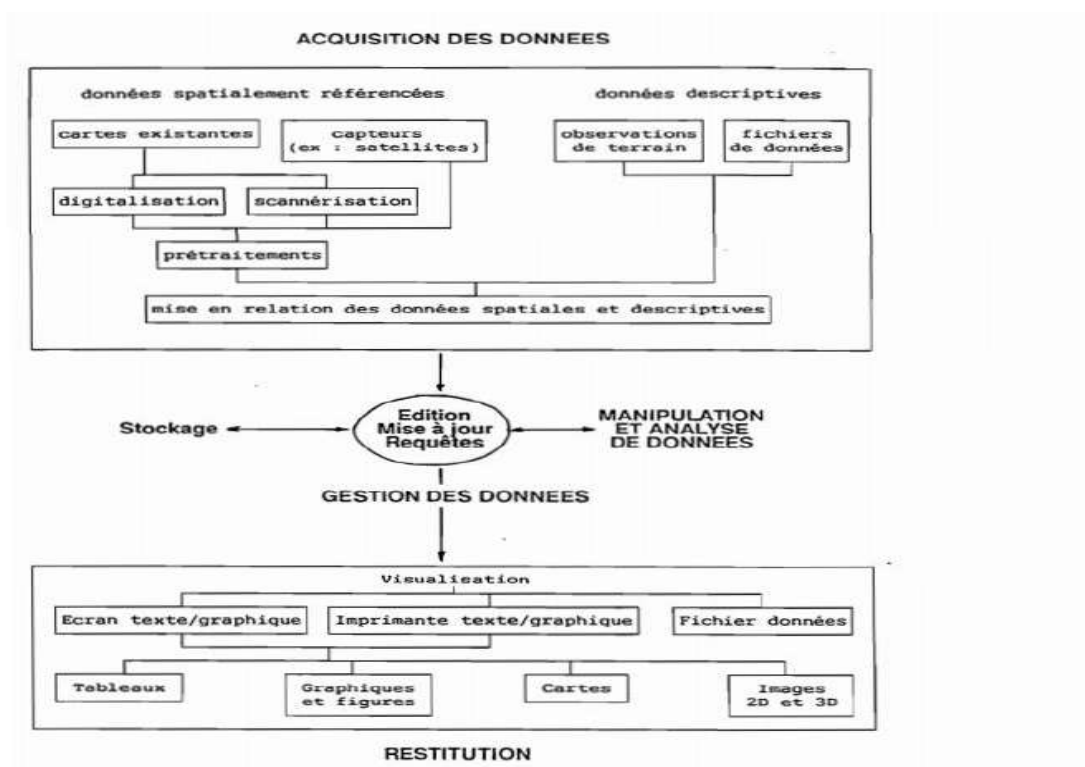 ACQUISITION DES DONNEES
données spatialement référencées
données descriptives
cartes existantes
capteurs
(ex : satellites)
observations
de terrain
fichiers
de données
digitalisation
scannérisation
prétraitements
mise en relation des données spatiales et descriptives
Stockage
Edition
Mise à jour
Requêtes
MANIPULATION
ET ANALYSE
DE DONNEES
GESTION DES DONNEES
Visualisation
Ecran texte/graphique
Imprimante texte/graphique
Fichier données
Tableaux
Graphiques
et figures
Cartes
Images
2D et 3D
RESTITUTION